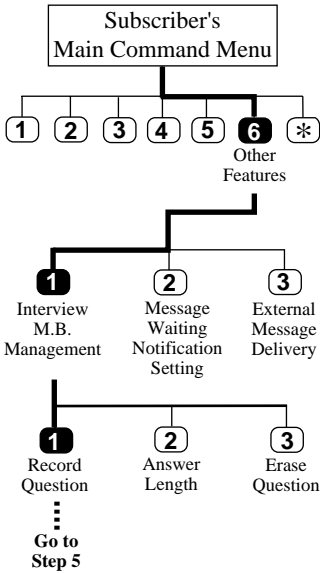 Subscriber's
Main Command Menu
1 2 3 4 5 6 *
Other
Features
1 2 3
Interview
M.B.
Management
Message
Waiting
Notification
Setting
External
Message
Delivery
1 2 3
Record
Question
Answer
Length
Erase
Question
Go to
Step 5